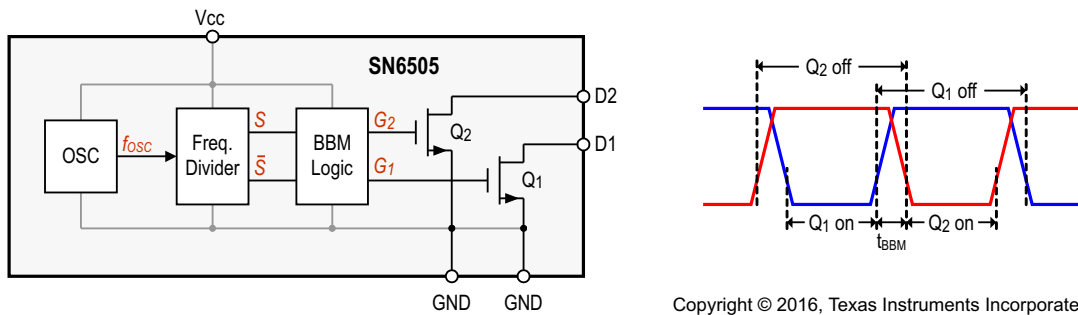 Vcc
SN6505
OSC
fOSC
Freq.
Divider
S
S̄
BBM
Logic
G2
G1
Q2
Q1
D2
D1
GND
GND
Q2 off
Q1 off
Q1 on
tBBM
Q2 on
Copyright © 2016, Texas Instruments Incorporate